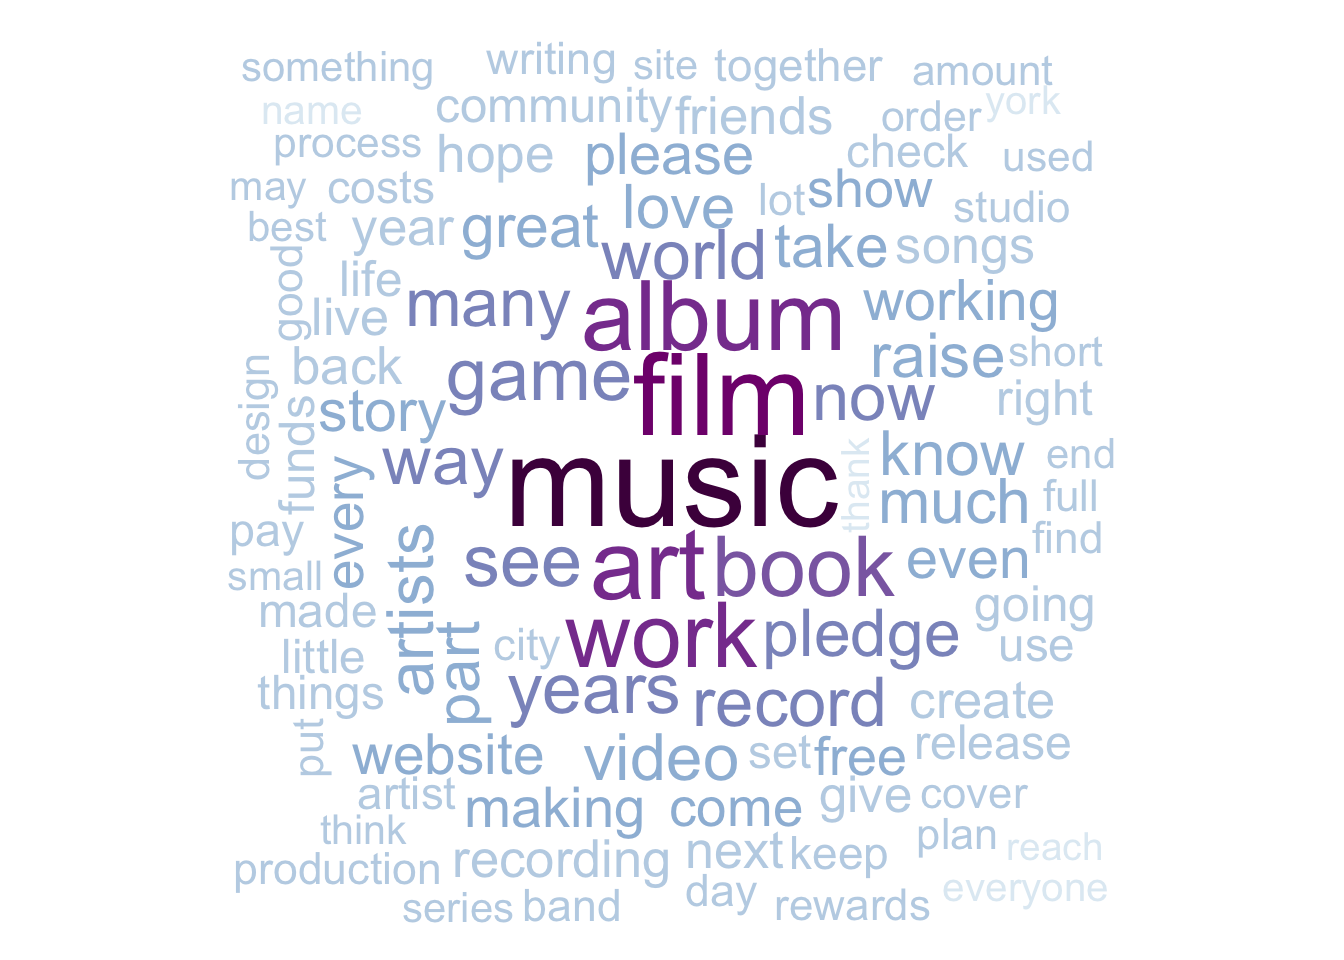 something writing site together amount
name community friends order york
process hope please check used
may costs love lot show studio
best year great world take songs
good life many album working
live
back game film now raise short
design funds story right
way music thank know end
every much full
pay see art book even find
small artists
made part city work pledge going
little use
things years record create
put website video set free release
artist making come give cover
think plan
production recording next keep reach
series band day rewards everyone